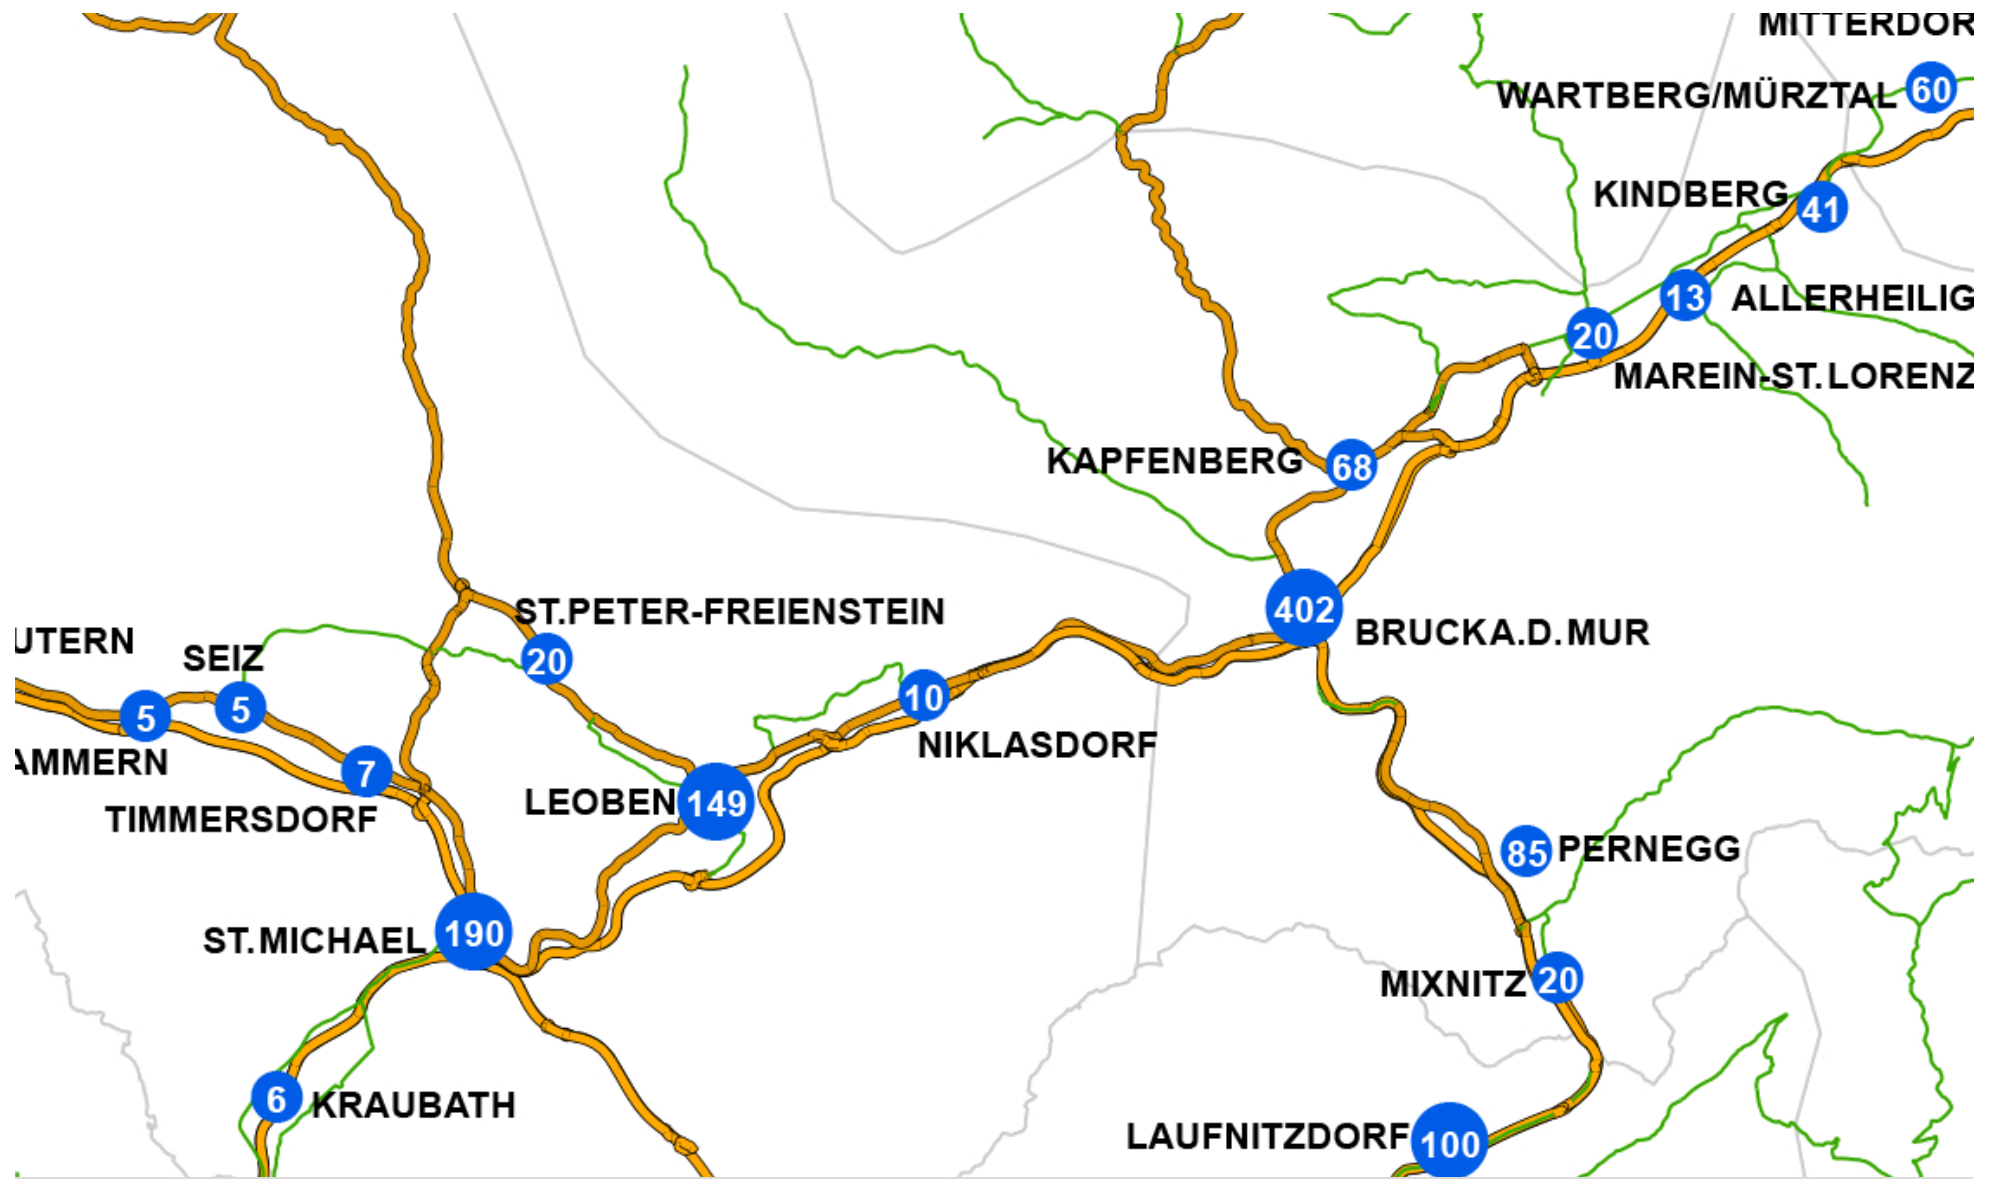 MITTERDOR
WARTBERG/MÜRZTAL 60
KINDBERG 41
13 ALLERHEILIG
20
MAREIN-ST.LORENZ
KAPFENBERG 68
402
BRUCKA.D.MUR
ST.PETER-FREIENSTEIN
20
UTERN
SEIZ
5
5
10
NIKLASDORF
AMMERN
7
TIMMERSDORF
LEOBEN 149
85 PERNEGG
ST.MICHAEL 190
MIXNITZ 20
6 KRAUBATH
LAUFNITZDORF 100